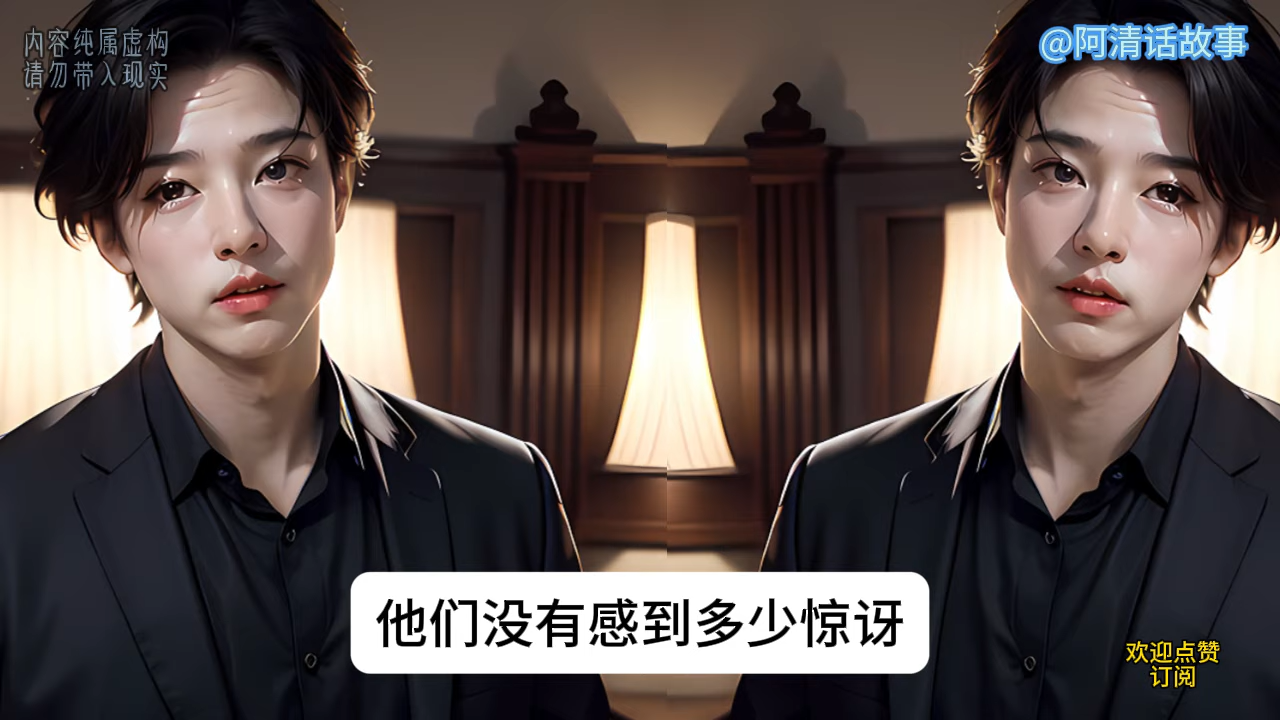 内容纯属虚构
请勿带入现实
@阿清话故事
他们没有感到多少惊讶
欢迎点赞
订阅